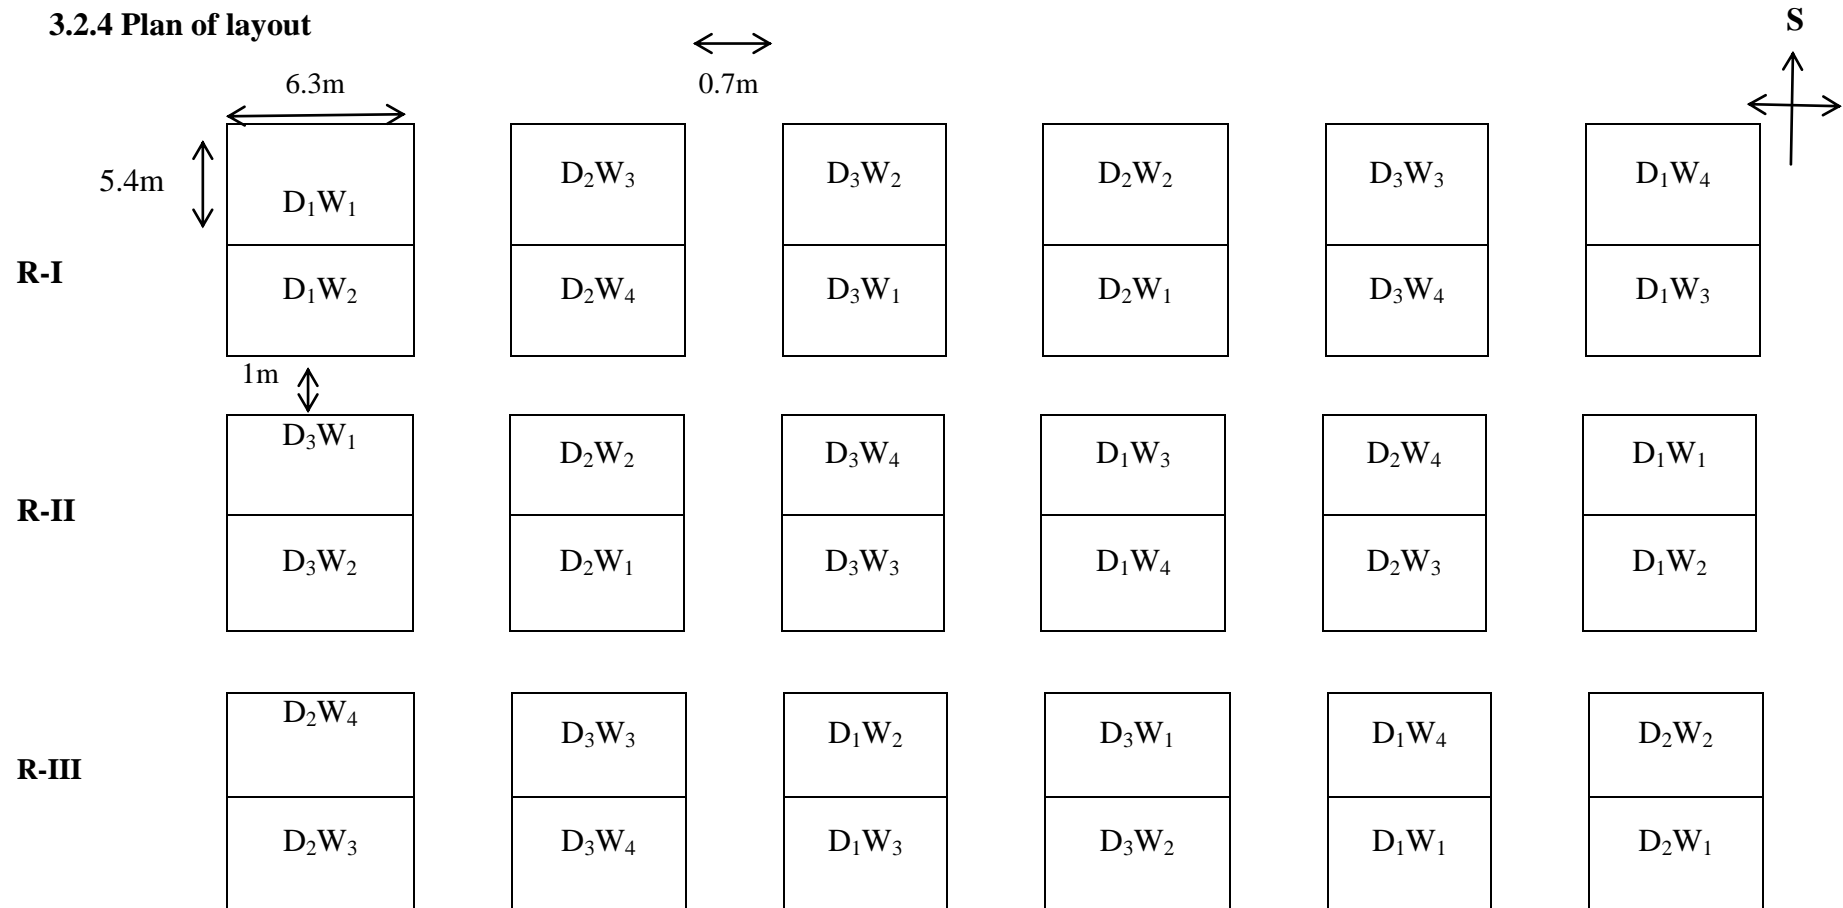 3.2.4 Plan of layout
S
6.3m 0.7m
5.4m
D₁W₁ D₂W₃ D₃W₂ D₂W₂ D₃W₃ D₁W₄
R-I
D₁W₂ D₂W₄ D₃W₁ D₂W₁ D₃W₄ D₁W₃
1m
D₃W₁ D₂W₂ D₃W₄ D₁W₃ D₂W₄ D₁W₁
R-II
D₃W₂ D₂W₁ D₃W₃ D₁W₄ D₂W₃ D₁W₂
D₂W₄ D₃W₃ D₁W₂ D₃W₁ D₁W₄ D₂W₂
R-III
D₂W₃ D₃W₄ D₁W₃ D₃W₂ D₁W₁ D₂W₁